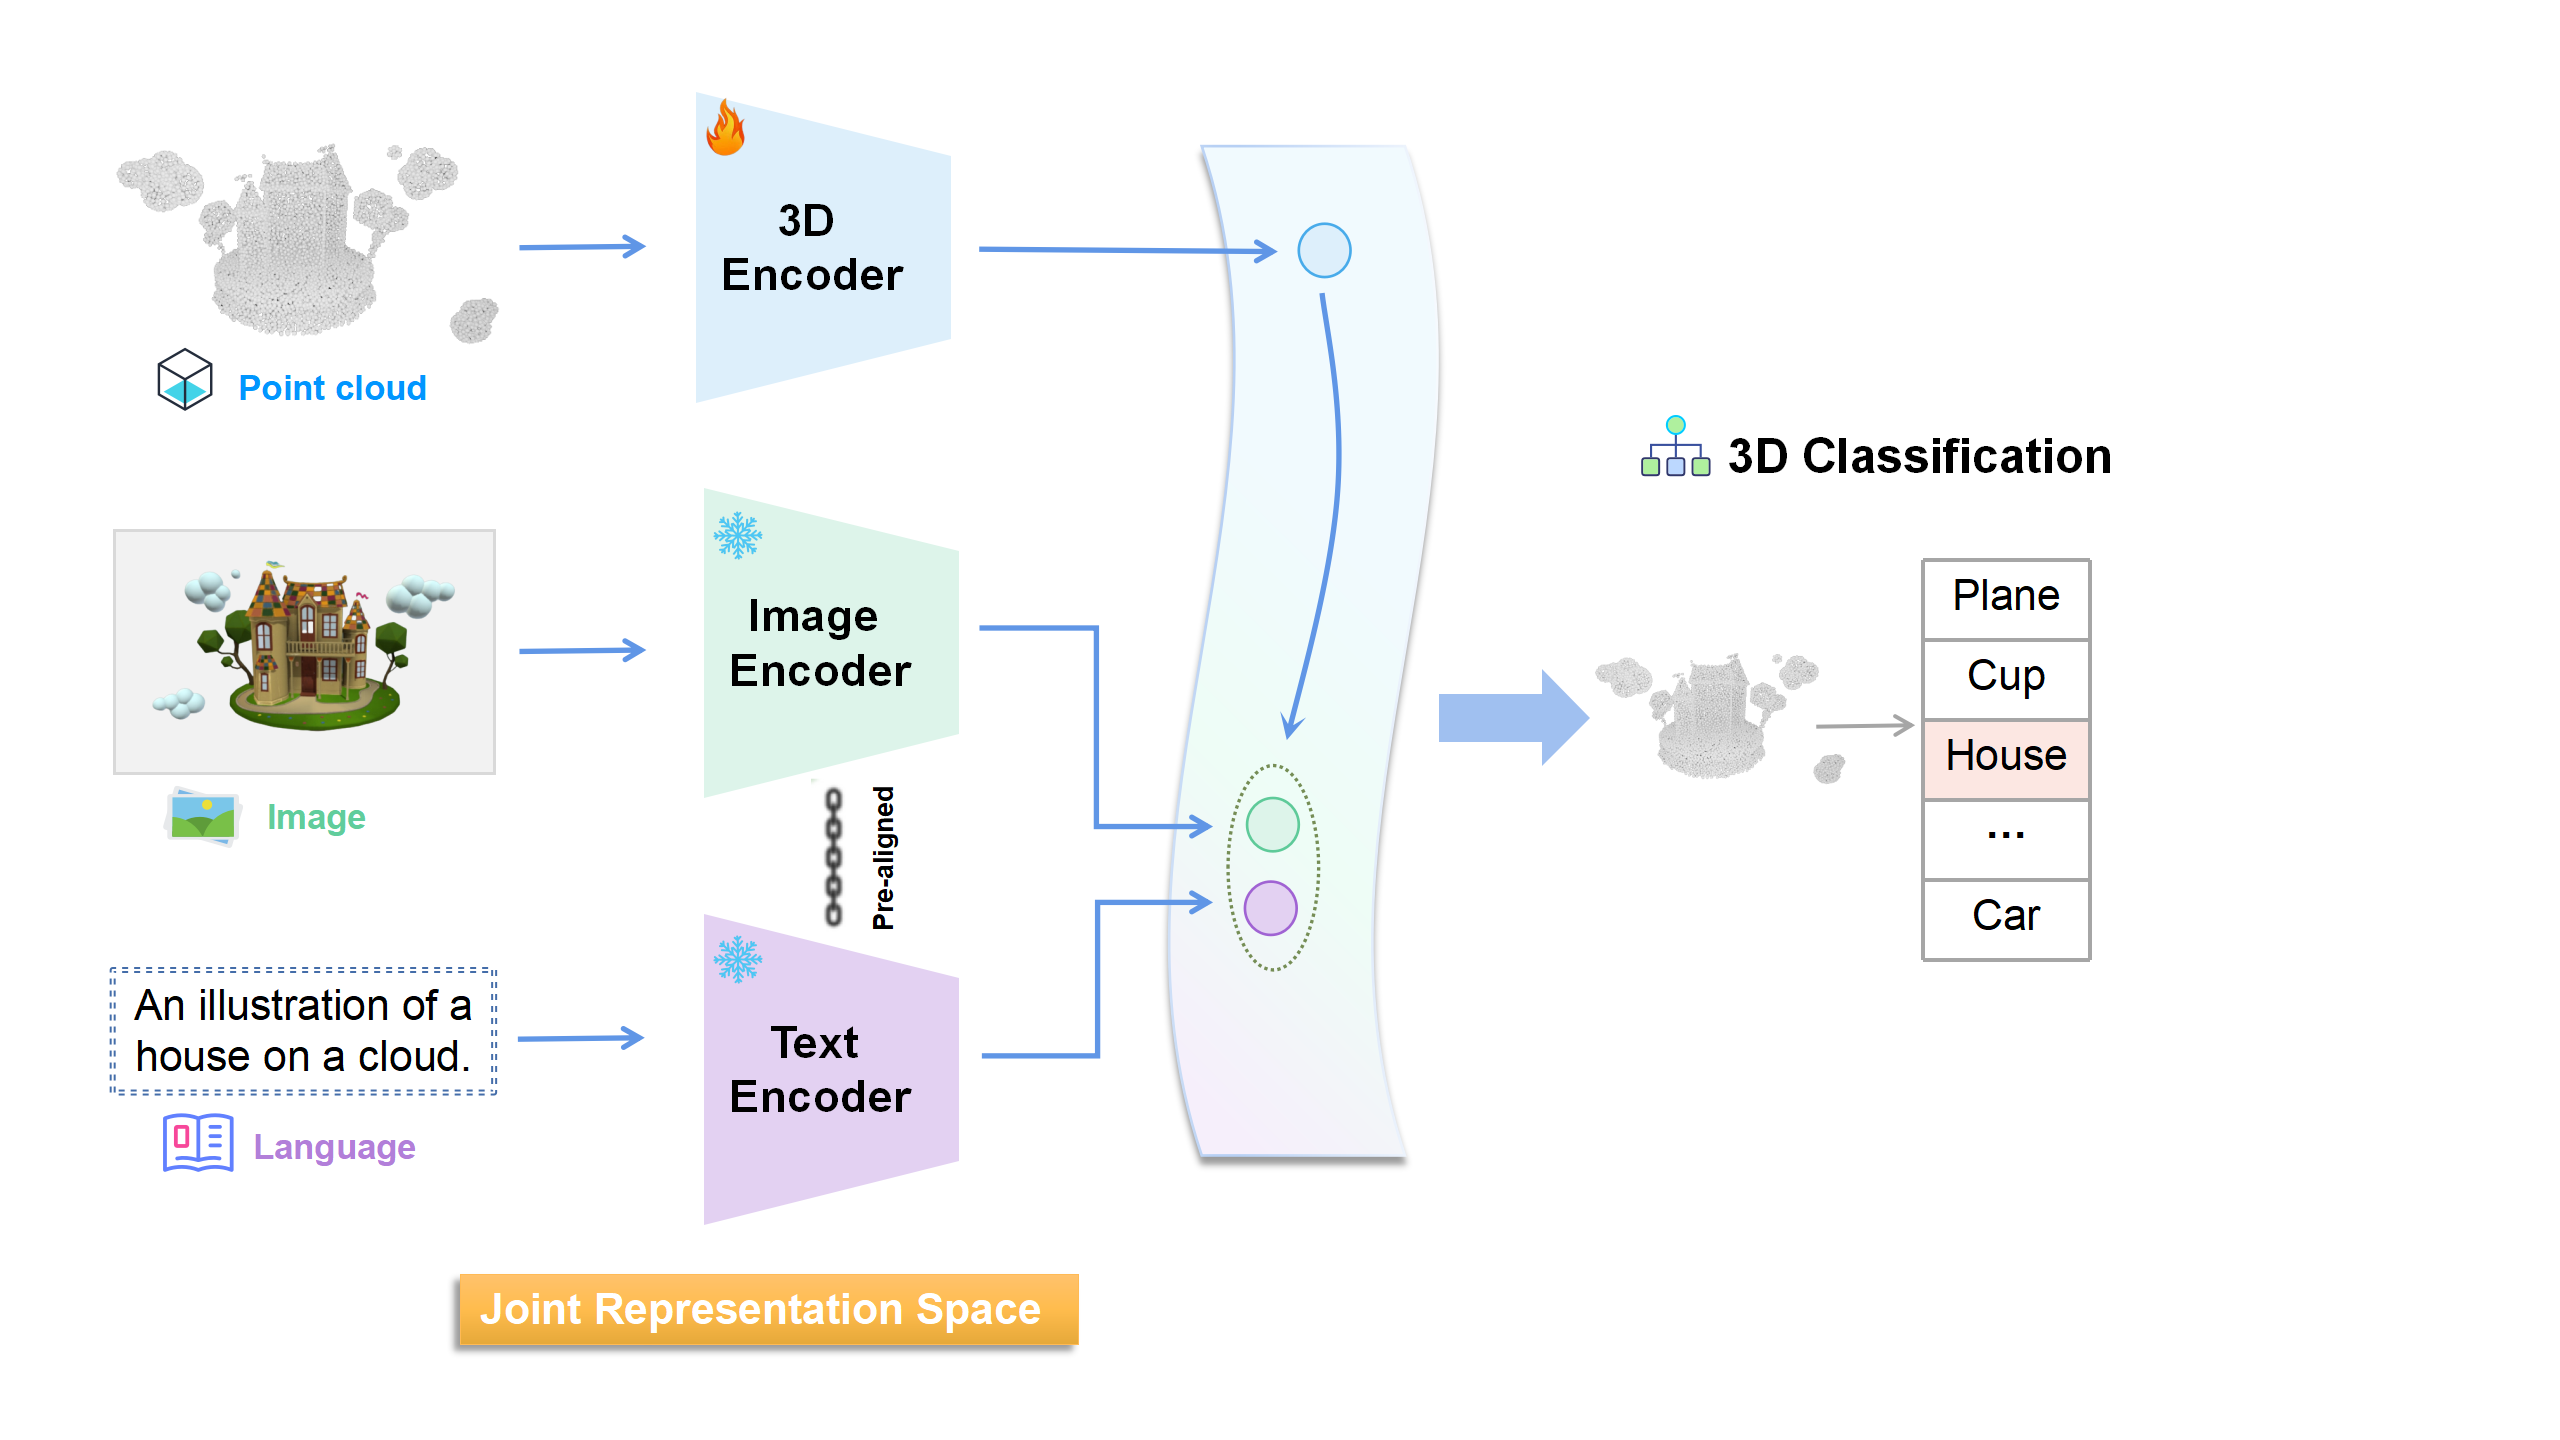 3D
Encoder
Point cloud
Image
Encoder
Image
Pre-aligned
An illustration of a
house on a cloud.
Language
Text
Encoder
Joint Representation Space
3D Classification
Plane
Cup
House
...
Car